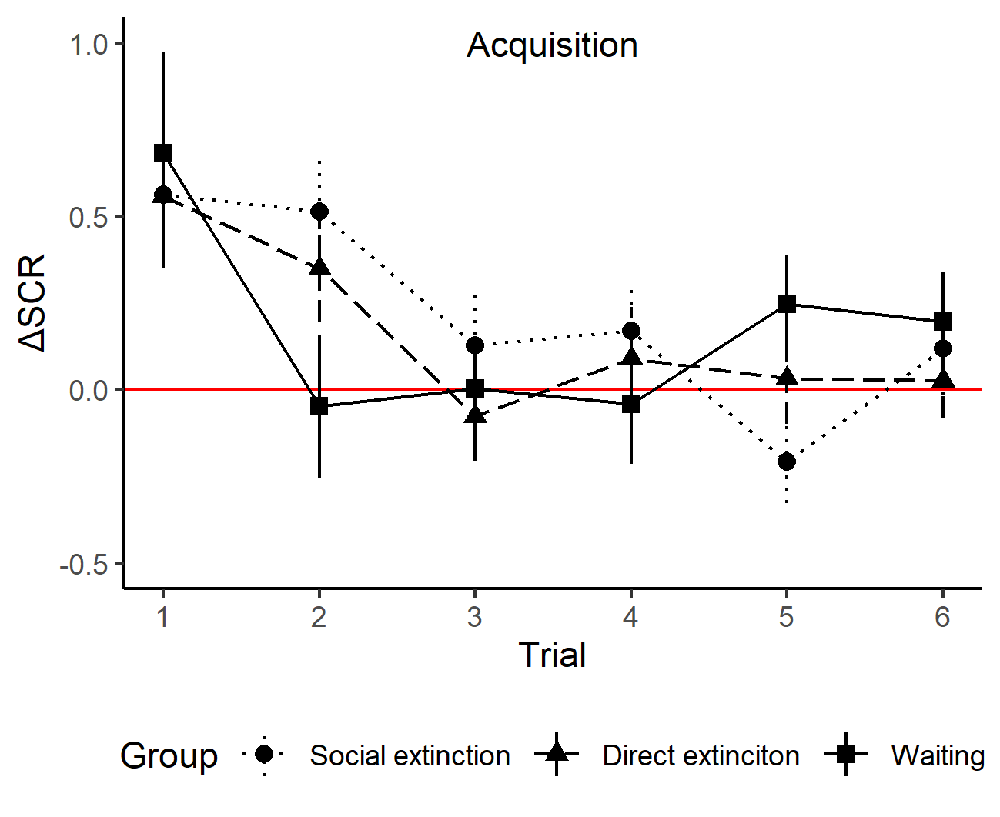 Acquisition
1.0
0.5
0.0
-0.5
ΔSCR
1 2 3 4 5 6
Trial
Group Social extinction Direct extinciton Waiting